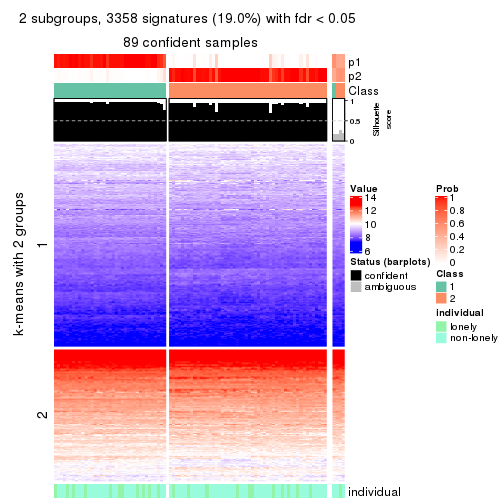 2 subgroups, 3358 signatures (19.0%) with fdr < 0.05
89 confident samples
p1
p2
Class
1
0.5
0
Silhouette
score
k-means with 2 groups
1
2
individual
Value
14
12
10
8
6
Status (barplots)
confident
ambiguous
Prob
1
0.8
0.6
0.4
0.2
0
Class
1
2
individual
lonely
non-lonely